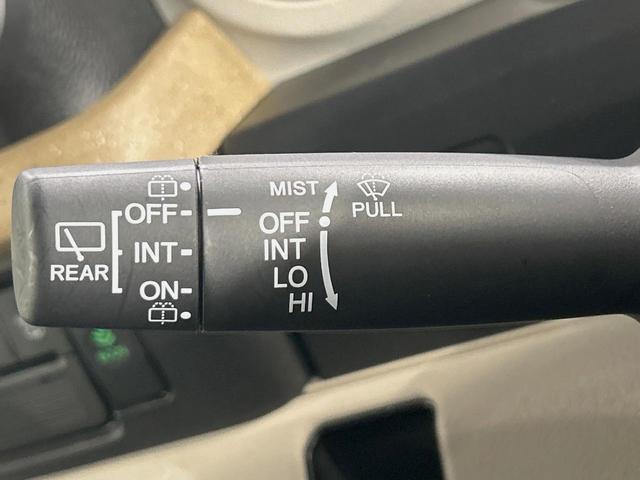 REAR
OFF
INT
ON
MIST
OFF
INT
LO
HI
PULL